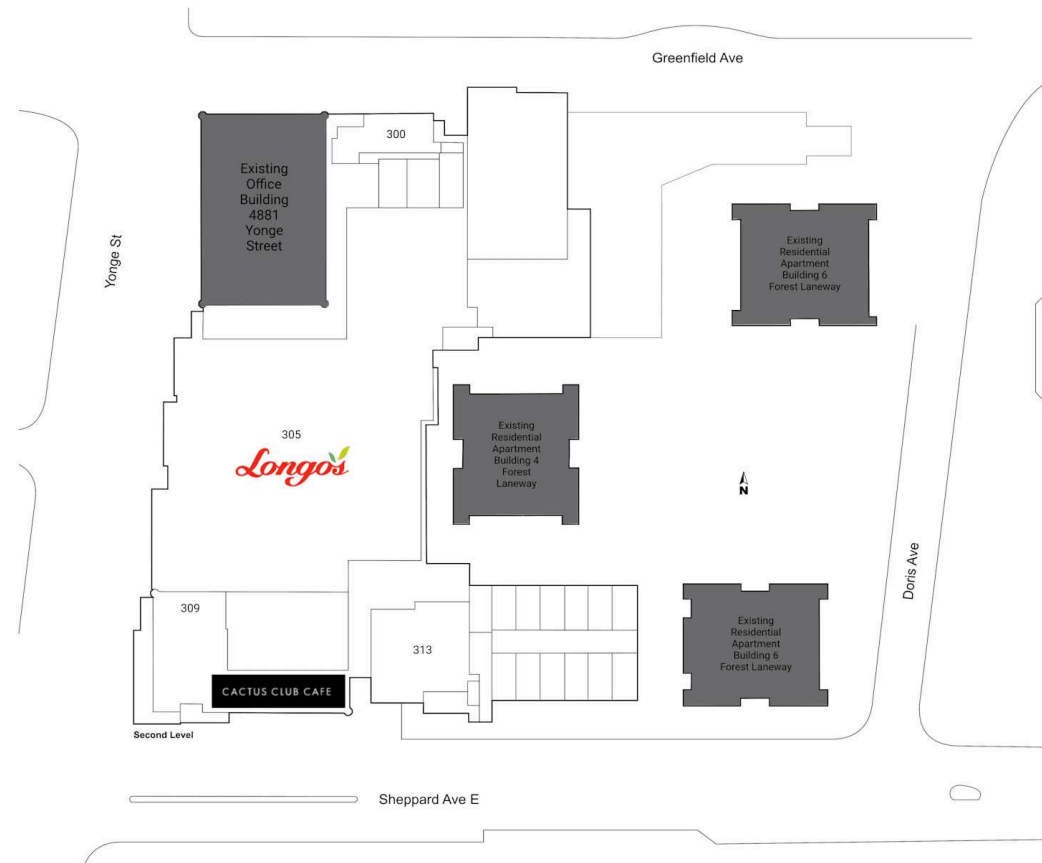 Greenfield Ave
300
Existing
Office
Building
4881
Yonge
Street
Yonge St
Existing
Residential
Apartment
Building 6
Forest Laneway
305
Longo's
Existing
Residential
Apartment
Building 4
Forest
Laneway
N
Doris Ave
309
313
Existing
Residential
Apartment
Building 6
Forest Laneway
CACTUS CLUB CAFE
Second Level
Sheppard Ave E